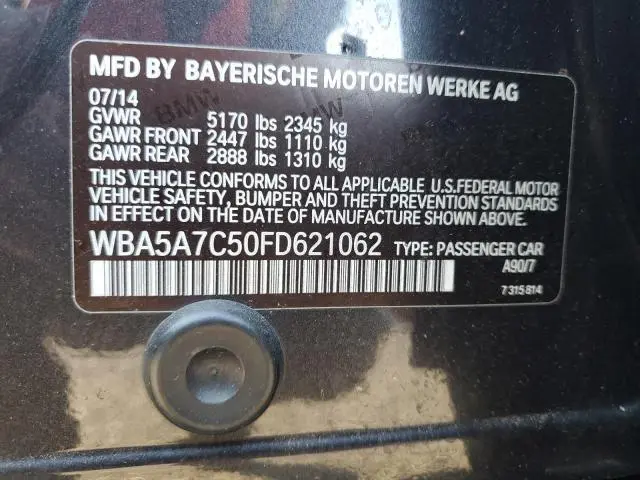 MFD BY BAYERISCHE MOTOREN WERKE AG
07/14
GVWR 5170 lbs 2345 kg
GAWR FRONT 2447 lbs 1110 kg
GAWR REAR 2888 lbs 1310 kg
THIS VEHICLE CONFORMS TO ALL APPLICABLE U.S.FEDERAL MOTOR
VEHICLE SAFETY, BUMPER, AND THEFT PREVENTION STANDARDS
IN EFFECT ON THE DATE OF MANUFACTURE SHOWN ABOVE.
WBA5A7C50FD621062 TYPE: PASSENGER CAR
A90/7
7 315 814